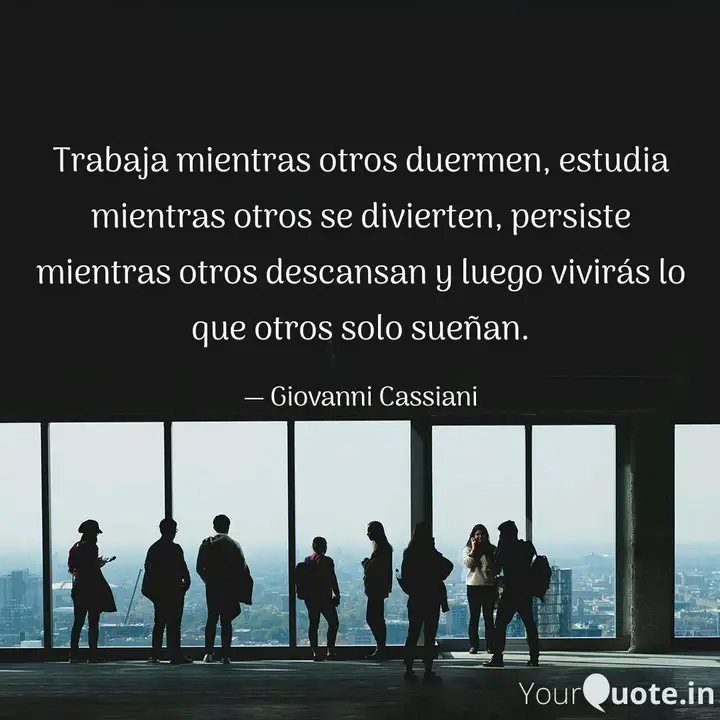 Trabaja mientras otros duermen, estudia
mientras otros se divierten, persiste
mientras otros descansan y luego vivirás lo
que otros solo sueñan.
— Giovanni Cassiani
YourQuote.in